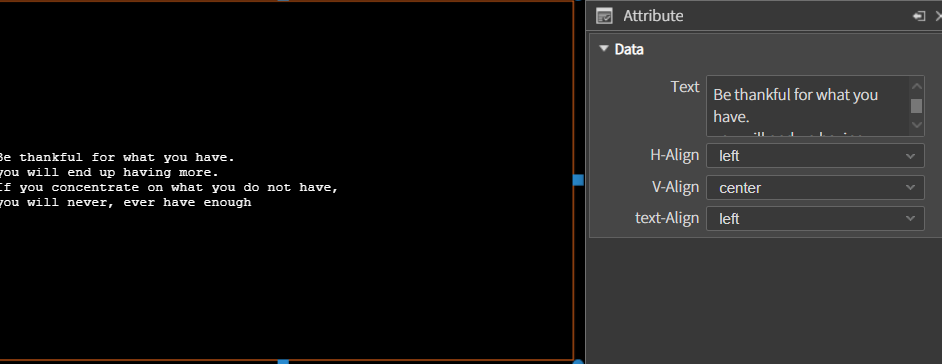 Attribute
Data
Text
Be thankful for what you
have.
H-Align
left
V-Align
center
text-Align
left
Be thankful for what you have.
you will end up having more.
If you concentrate on what you do not have,
you will never, ever have enough